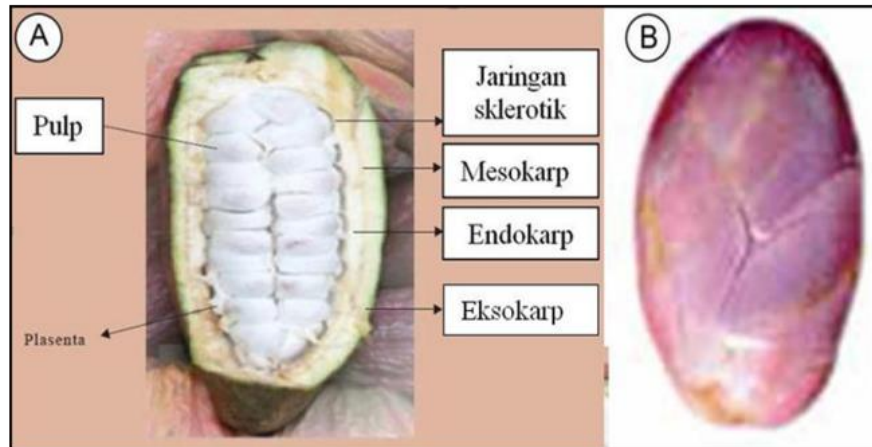 A
B
Pulp
Jaringan
sklerotik
Mesokarp
Endokarp
Plasenta
Eksokarp